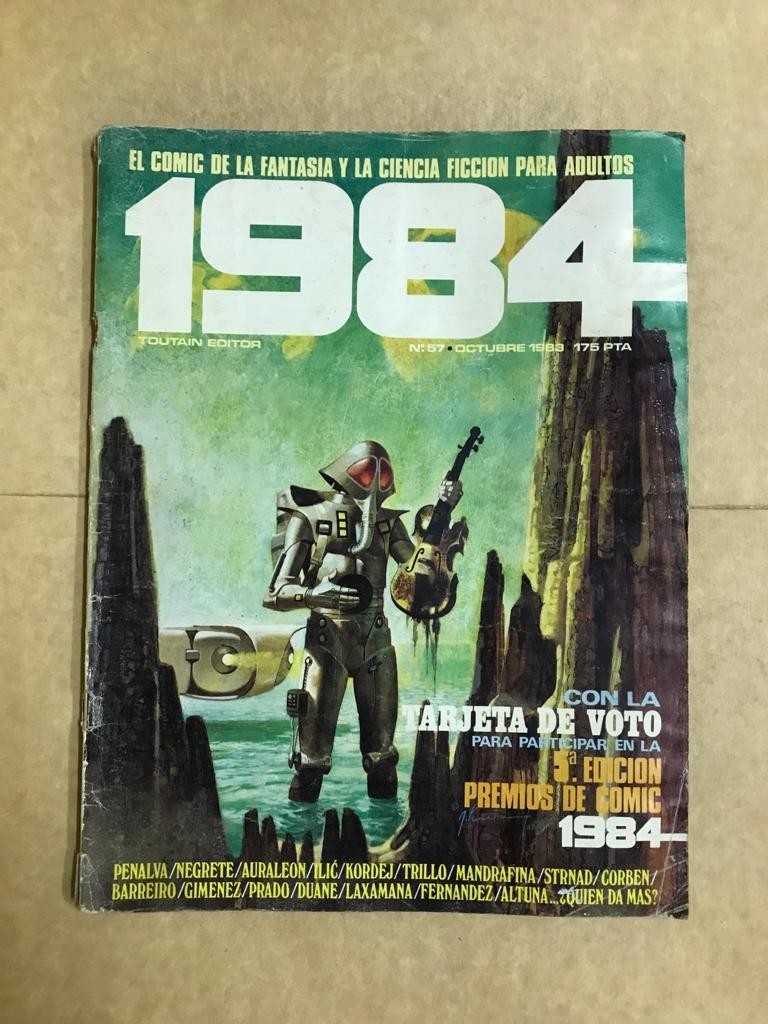 EL COMIC DE LA FANTASIA Y LA CIENCIA FICCION PARA ADULTOS
1984
TOUTAIN EDITOR
Nº 57 • OCTUBRE 1983 175 PTA
CON LA
TARJETA DE VOTO
PARA PARTICIPAR EN LA
5ª. EDICION
PREMIOS DE COMIC
1984
PENALVA/NEGRETE/AURALEON/ILIĆ/KORDEJ/TRILLO/MANDRAFINA/STRNAD/CORBEN/
BARREIRO/GIMENEZ/PRADO/DUANE/LAXAMANA/FERNANDEZ/ALTUNA...¿QUIEN DA MAS?